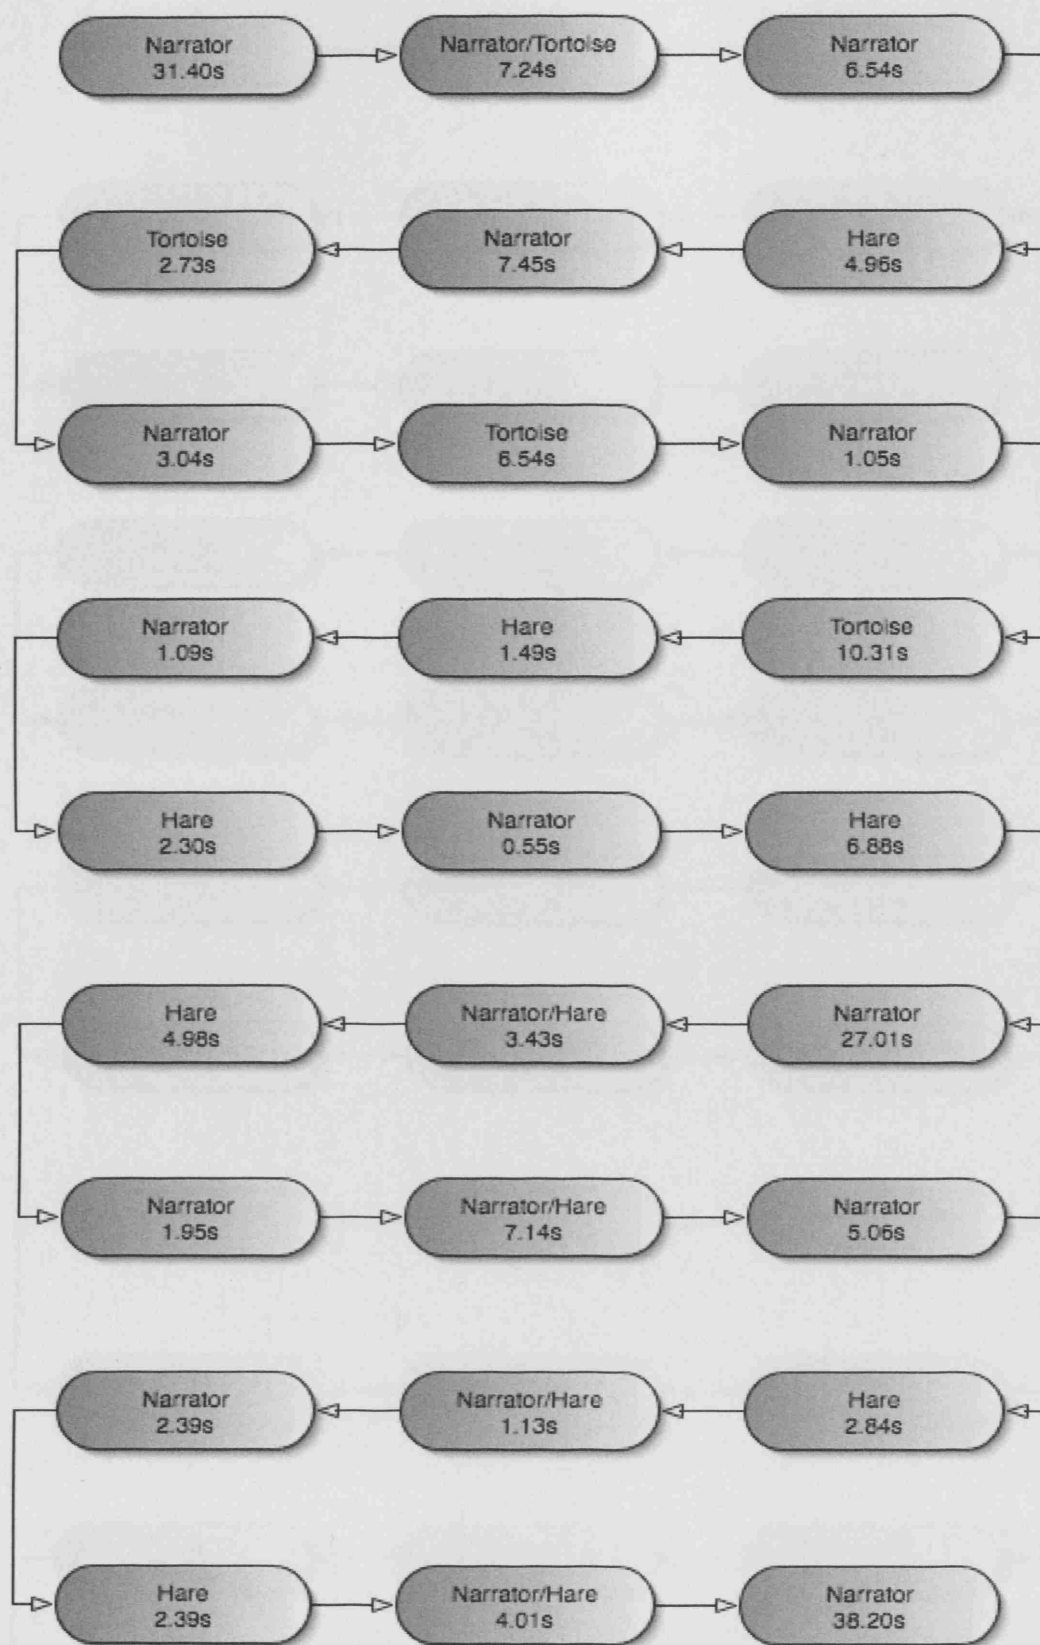 Narrator
31.40s
Narrator/Tortoise
7.24s
Narrator
6.54s
Hare
4.96s
Narrator
7.45s
Tortoise
2.73s
Narrator
3.04s
Tortoise
6.54s
Narrator
1.05s
Tortoise
10.31s
Hare
1.49s
Narrator
1.09s
Hare
2.30s
Narrator
0.55s
Hare
6.88s
Narrator
27.01s
Narrator/Hare
3.43s
Hare
4.98s
Narrator
1.95s
Narrator/Hare
7.14s
Narrator
5.06s
Hare
2.84s
Narrator/Hare
1.13s
Narrator
2.39s
Hare
2.39s
Narrator/Hare
4.01s
Narrator
38.20s